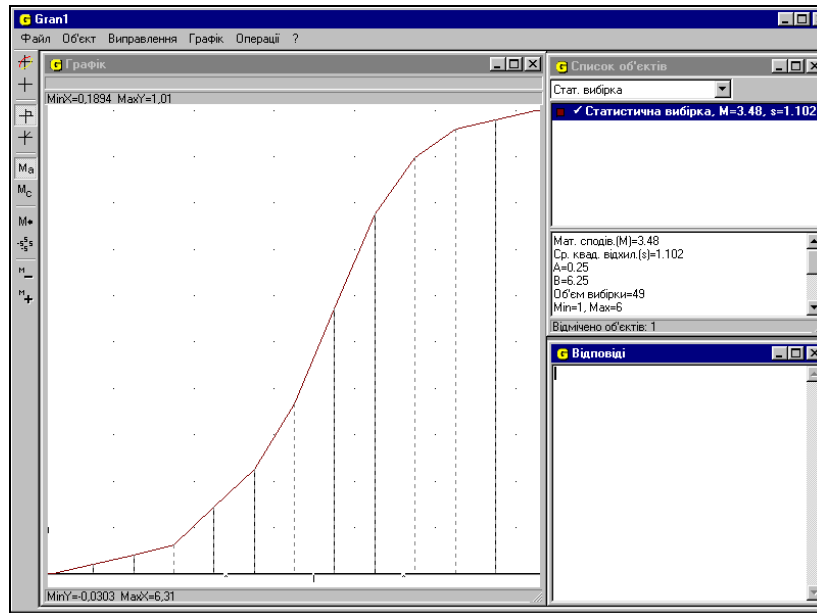 Gran1
Файл Об'єкт Виправлення Графік Операції ?
Графік
MinX=0,1894 MaxY=1,01
MinY=-0,0303 MaxX=6,31
Ma
Mc
M
-s s s s
M
M
Список об'єктів
Стат. вибірка
✓ Статистична вибірка, M=3.48, s=1.102
Мат. сподів.(M)=3.48
Ср. квад. відхил.(s)=1.102
A=0.25
B=6.25
Об'єм вибірки=49
Min=1, Max=6
Відмічено об'єктів: 1
Відповіді